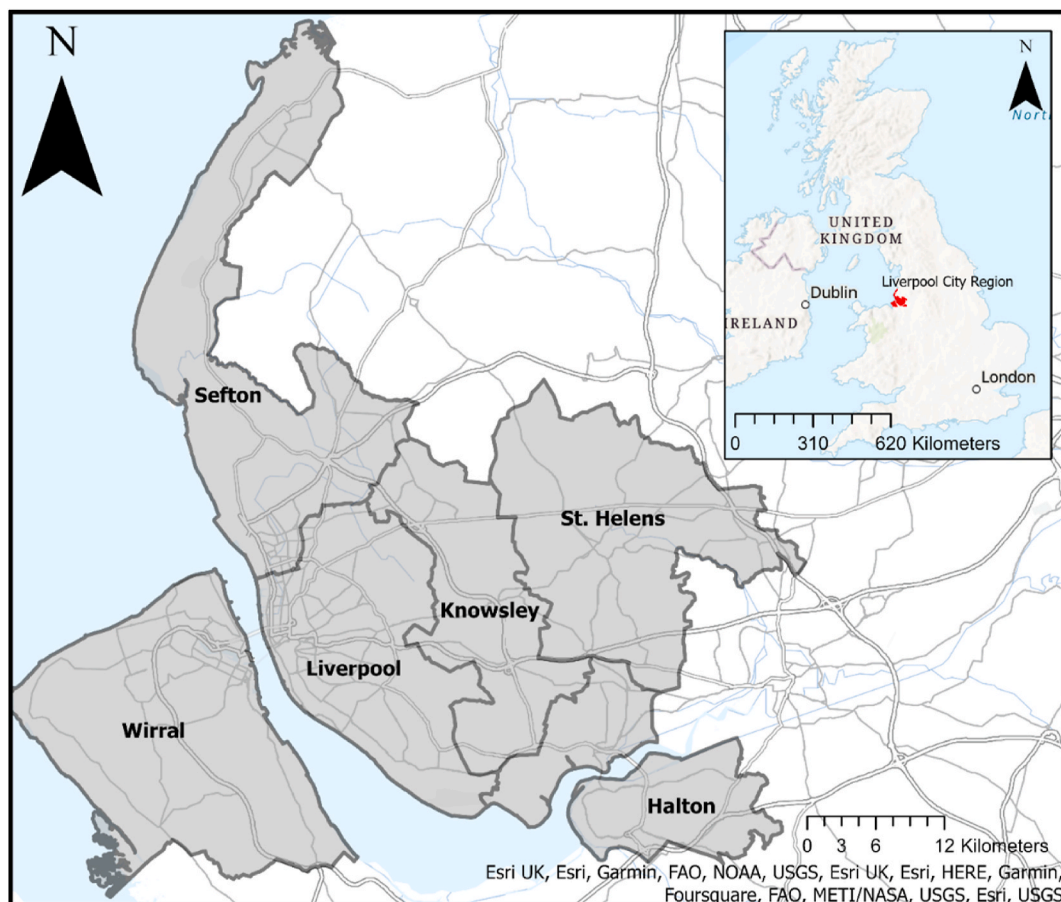 N
N
North
UNITED
KINGDOM
Liverpool City Region
Dublin
IRELAND
London
0 310 620 Kilometers
Sefton
St. Helens
Knowsley
Liverpool
Wirral
Halton
0 3 6 12 Kilometers
Esri UK, Esri, Garmin, FAO, NOAA, USGS, Esri UK, Esri, HERE, Garmin,
Foursquare, FAO, METI/NASA, USGS, Esri, USGS